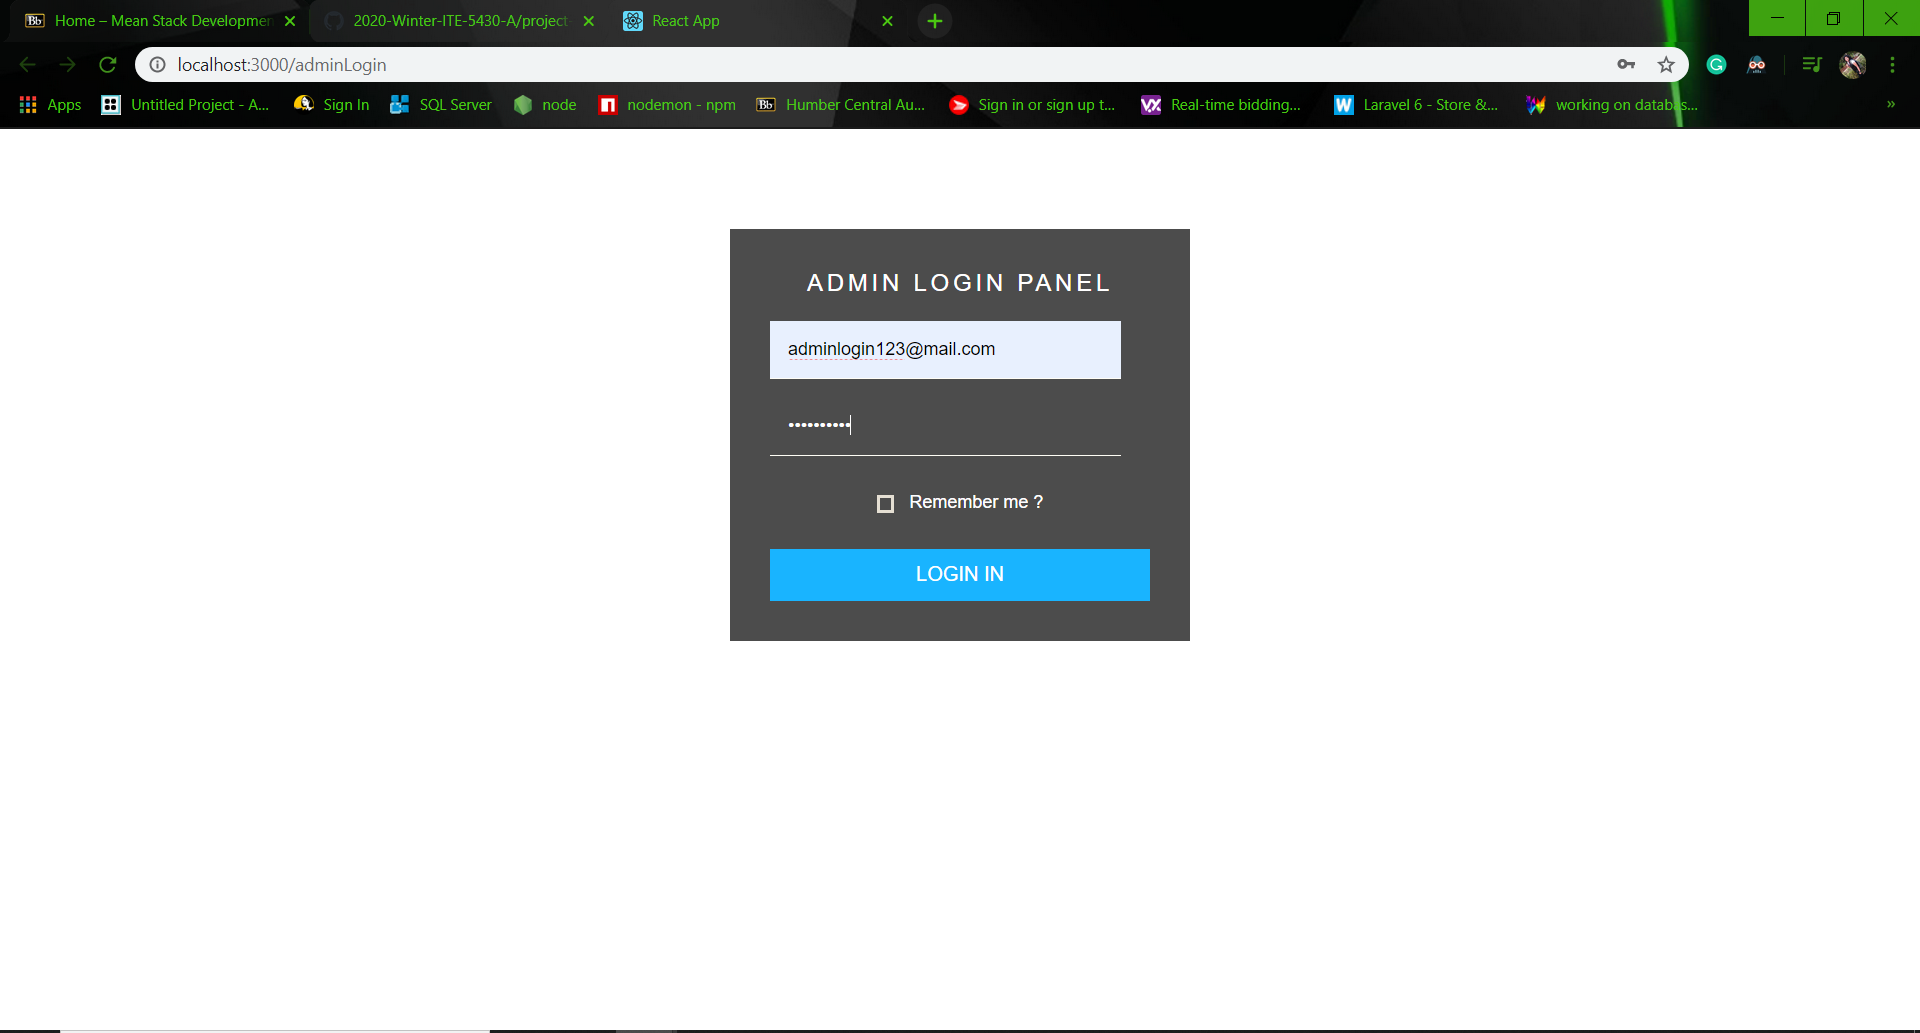 Home – Mean Stack Developmen
2020-Winter-ITE-5430-A/project
React App
localhost:3000/adminLogin
Apps
Untitled Project - A...
Sign In
SQL Server
node
nodemon - npm
Bb Humber Central Au...
Sign in or sign up t...
Real-time bidding...
Laravel 6 - Store &...
working on databas...
»
ADMIN LOGIN PANEL
adminlogin123@mail.com
••••••••••
Remember me ?
LOGIN IN